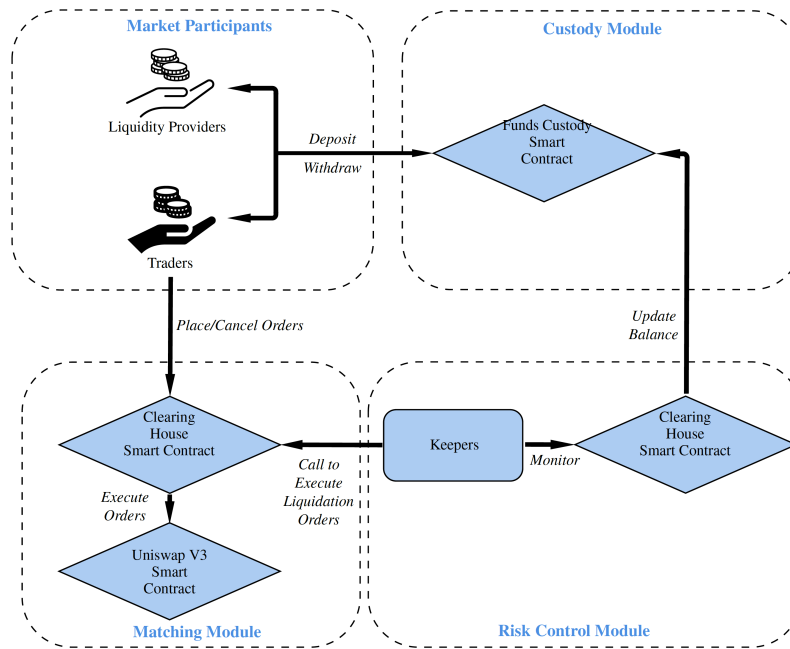 Market Participants
Custody Module
Liquidity Providers
Deposit
Withdraw
Funds Custody
Smart
Contract
Traders
Place/Cancel Orders
Update
Balance
Clearing
House
Smart Contract
Keepers
Clearing
House
Smart Contract
Call to
Execute
Liquidation
Orders
Monitor
Execute
Orders
Uniswap V3
Smart
Contract
Matching Module
Risk Control Module